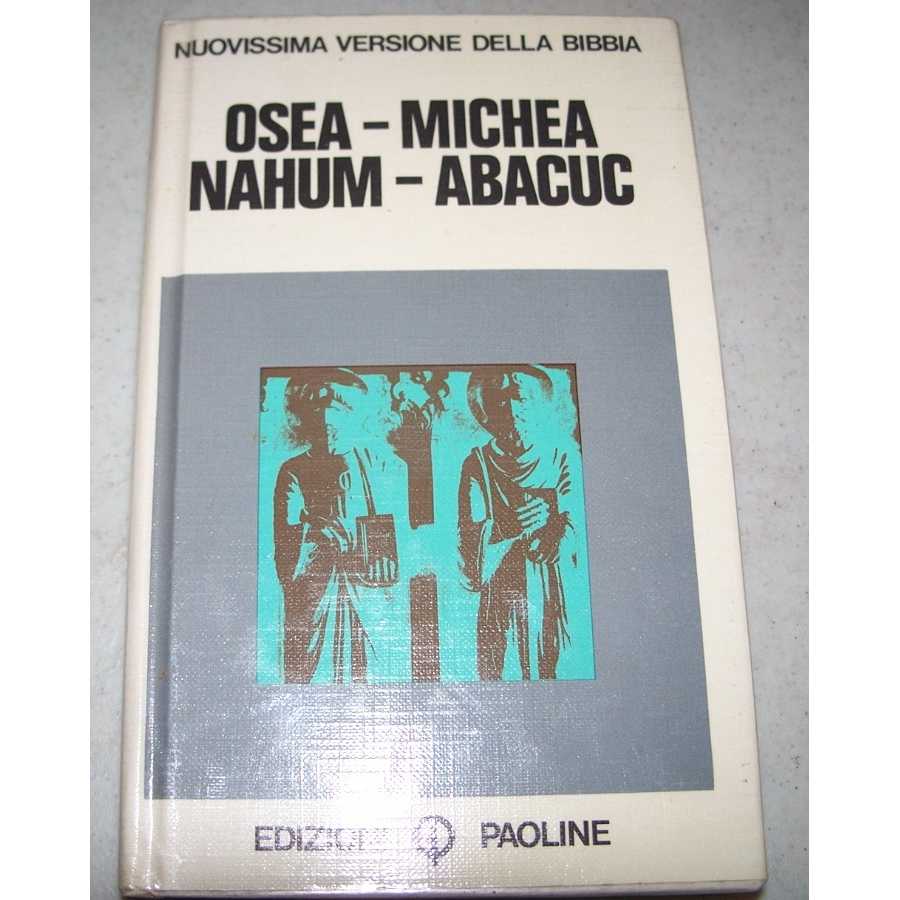 NUOVISSIMA VERSIONE DELLA BIBBIA
OSEA – MICHEA
NAHUM – ABACUC
EDIZIONI PAOLINE